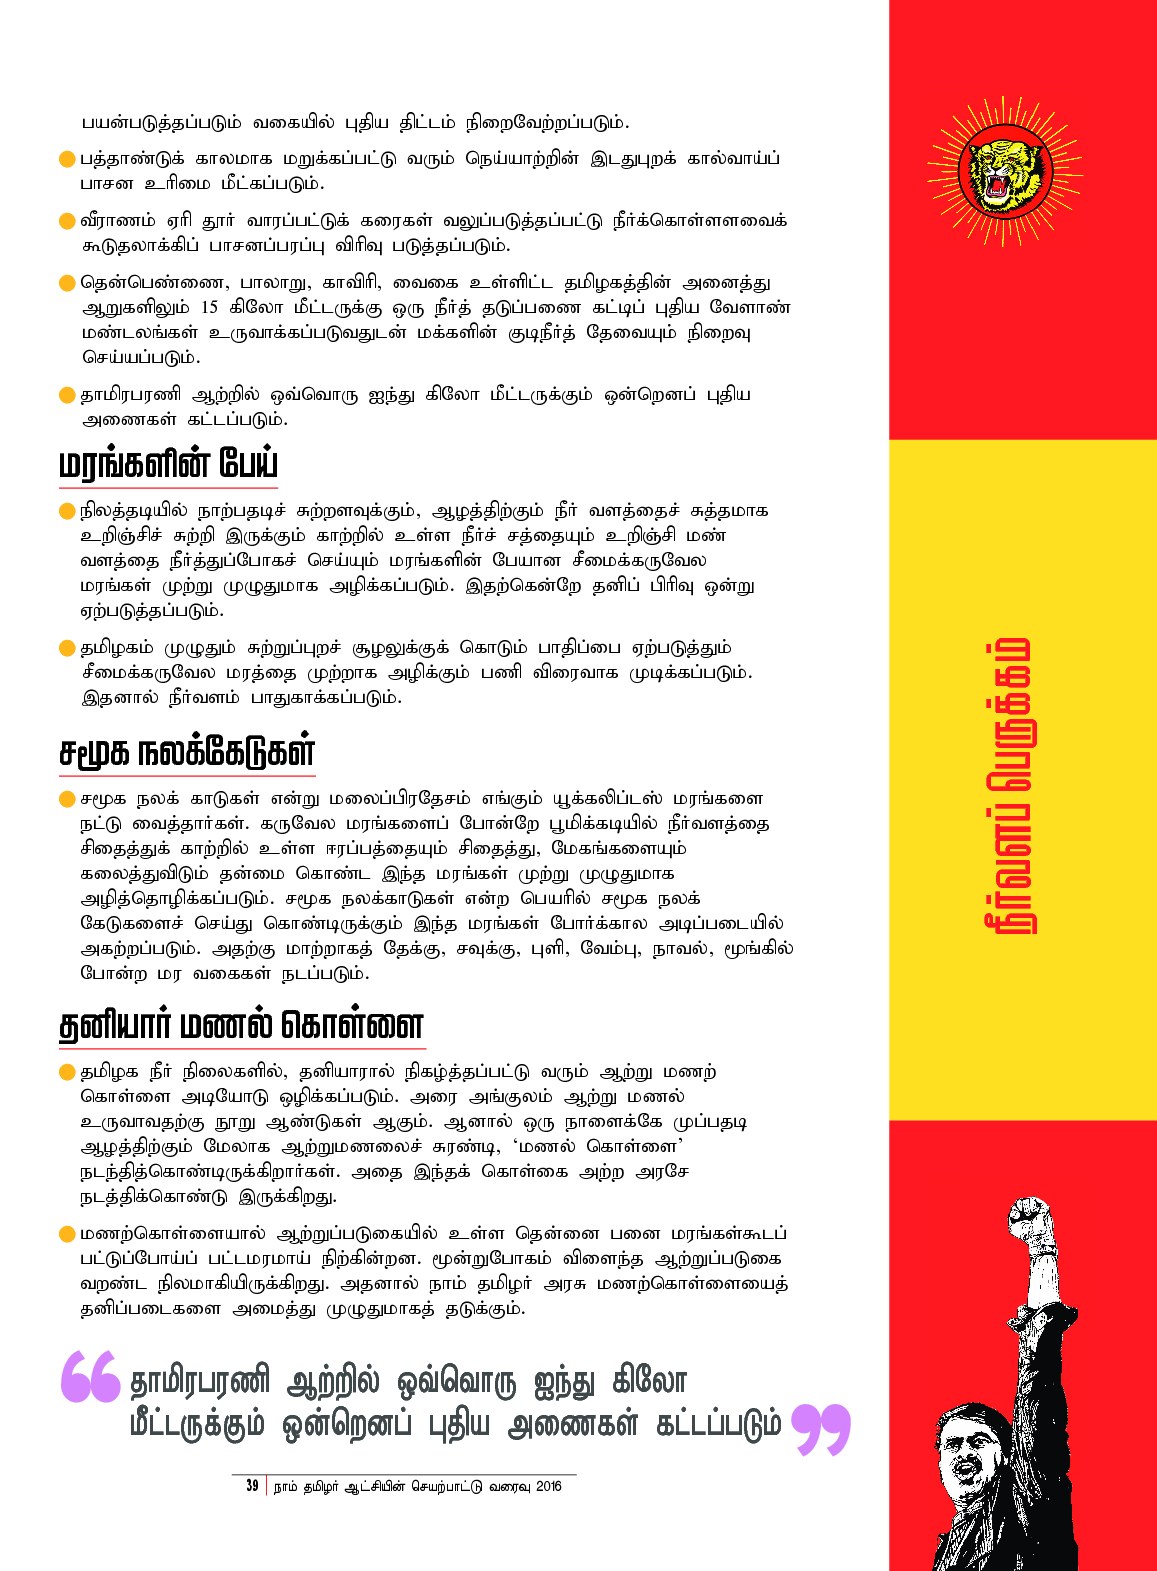 பயன்படுத்தப்படும் வகையில் புதிய திட்டம் நிறைவேற்றப்படும்.
பத்தாண்டுக் காலமாக மறுக்கப்பட்டு வரும் நெய்யாற்றின் இடதுபுறக் கால்வாய்ப்
பாசன உரிமை மீட்கப்படும்.
வீராணம் ஏரி தூர் வாரப்பட்டுக் கரைகள் வலுப்படுத்தப்பட்டு நீர்க்கொள்ளளவைக்
கூடுதலாக்கிப் பாசனப்பரப்பு விரிவு படுத்தப்படும்.
தென்பெண்ணை, பாலாறு, காவிரி, வைகை உள்ளிட்ட தமிழகத்தின் அனைத்து
ஆறுகளிலும் 15 கிலோ மீட்டருக்கு ஒரு நீர்த் தடுப்பணை கட்டிப் புதிய வேளாண்
மண்டலங்கள் உருவாக்கப்படுவதுடன் மக்களின் குடிநீர்த் தேவையும் நிறைவு
செய்யப்படும்.
தாமிரபரணி ஆற்றில் ஒவ்வொரு ஐந்து கிலோ மீட்டருக்கும் ஒன்றெனப் புதிய
அணைகள் கட்டப்படும்.
மரங்களின் பேய்
நிலத்தடியில் நாற்பதடிச் சுற்றளவுக்கும், ஆழத்திற்கும் நீர் வளத்தைச் சுத்தமாக
உறிஞ்சிச் சுற்றி இருக்கும் காற்றில் உள்ள நீர்ச் சத்தையும் உறிஞ்சி மண்
வளத்தை நீர்த்துப்போகச் செய்யும் மரங்களின் பேயான சீமைக்கருவேல
மரங்கள் முற்று முழுதுமாக அழிக்கப்படும். இதற்கென்றே தனிப் பிரிவு ஒன்று
ஏற்படுத்தப்படும்.
தமிழகம் முழுதும் சுற்றுப்புறச் சூழலுக்குக் கொடும் பாதிப்பை ஏற்படுத்தும்
சீமைக்கருவேல மரத்தை முற்றாக அழிக்கும் பணி விரைவாக முடிக்கப்படும்.
இதனால் நீர்வளம் பாதுகாக்கப்படும்.
சமூக நலக்கேடுகள்
சமூக நலக் காடுகள் என்று மலைப்பிரதேசம் எங்கும் யூக்கலிப்டஸ் மரங்களை
நட்டு வைத்தார்கள். கருவேல மரங்களைப் போன்றே பூமிக்கடியில் நீர்வளத்தை
சிதைத்துக் காற்றில் உள்ள ஈரப்பத்தையும் சிதைத்து, மேகங்களையும்
கலைத்துவிடும் தன்மை கொண்ட இந்த மரங்கள் முற்று முழுதுமாக
அழித்தொழிக்கப்படும். சமூக நலக்காடுகள் என்ற பெயரில் சமூக நலக்
கேடுகளைச் செய்து கொண்டிருக்கும் இந்த மரங்கள் போர்க்கால அடிப்படையில்
அகற்றப்படும். அதற்கு மாற்றாகத் தேக்கு, சவுக்கு, புளி, வேம்பு, நாவல், மூங்கில்
போன்ற மர வகைகள் நடப்படும்.
தனியார் மணல் கொள்ளை
தமிழக நீர் நிலைகளில், தனியாரால் நிகழ்த்தப்பட்டு வரும் ஆற்று மணற்
கொள்ளை அடியோடு ஒழிக்கப்படும். அரை அங்குலம் ஆற்று மணல்
உருவாவதற்கு நூறு ஆண்டுகள் ஆகும். ஆனால் ஒரு நாளைக்கே முப்பதடி
ஆழத்திற்கும் மேலாக ஆற்றுமணலைச் சுரண்டி, ‘மணல் கொள்ளை’
நடந்தித்கொண்டிருக்கிறார்கள். அதை இந்தக் கொள்கை அற்ற அரசே
நடத்திக்கொண்டு இருக்கிறது.
மணற்கொள்ளையால் ஆற்றுப்படுகையில் உள்ள தென்னை பனை மரங்கள்கூடப்
பட்டுப்போய்ப் பட்டமரமாய் நிற்கின்றன. மூன்றுபோகம் விளைந்த ஆற்றுப்படுகை
வறண்ட நிலமாகியிருக்கிறது. அதனால் நாம் தமிழர் அரசு மணற்கொள்ளையைத்
தனிப்படைகளை அமைத்து முழுதுமாகத் தடுக்கும்.
“தாமிரபரணி ஆற்றில் ஒவ்வொரு ஐந்து கிலோ
மீட்டருக்கும் ஒன்றெனப் புதிய அணைகள் கட்டப்படும்”
39 | நாம் தமிழர் ஆட்சியின் செயற்பாட்டு வரைவு 2016
நீர்வளப் பெருக்கம்